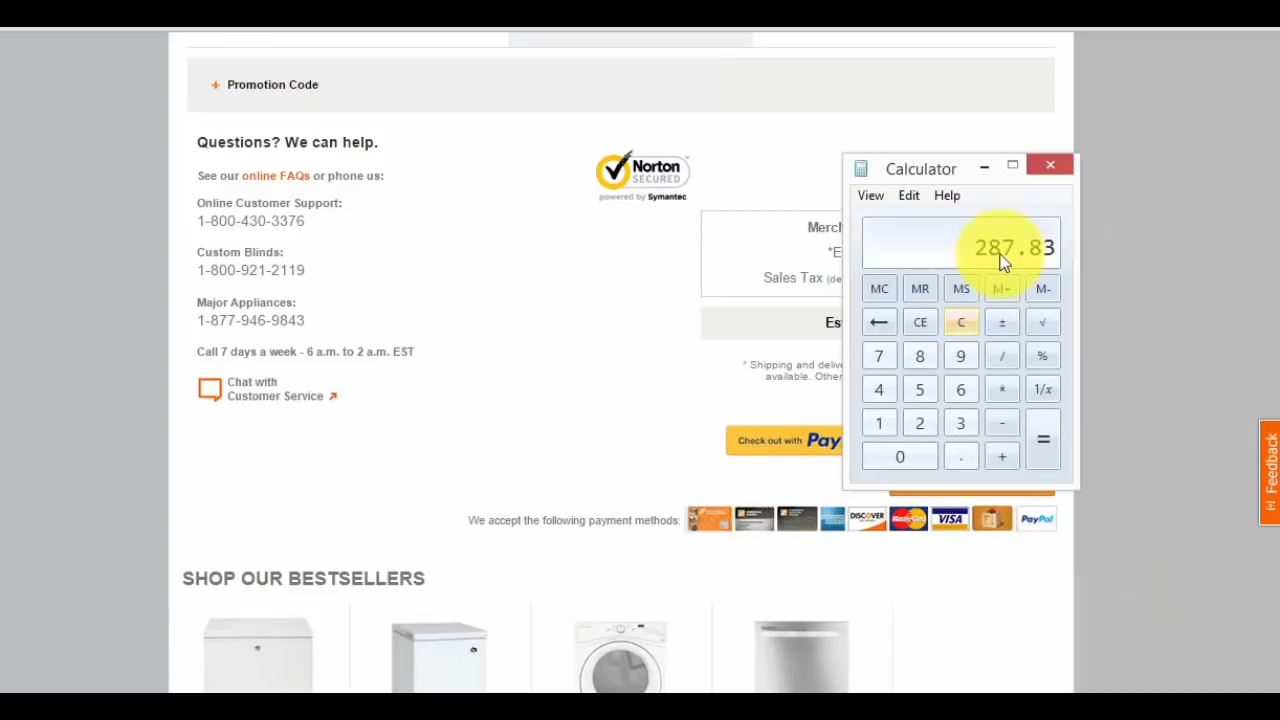 + Promotion Code
Questions? We can help.
See our online FAQs or phone us:
Online Customer Support:
1-800-430-3376
Custom Blinds:
1-800-921-2119
Major Appliances:
1-877-946-9843
Call 7 days a week - 6 a.m. to 2 a.m. EST
Chat with
Customer Service
Norton
SECURED
powered by Symantec
Merch
*E
Sales Tax (de
Es
* Shipping and delive
available. Other
Check out with Pay
We accept the following payment methods:
DISCOVER
MasterCard
VISA
PayPal
Calculator
View Edit Help
287.83
MC MR MS M+ M-
← CE C ± √
7 8 9 / %
4 5 6 * 1/x
1 2 3 - =
0 . +
[+] Feedback
SHOP OUR BESTSELLERS